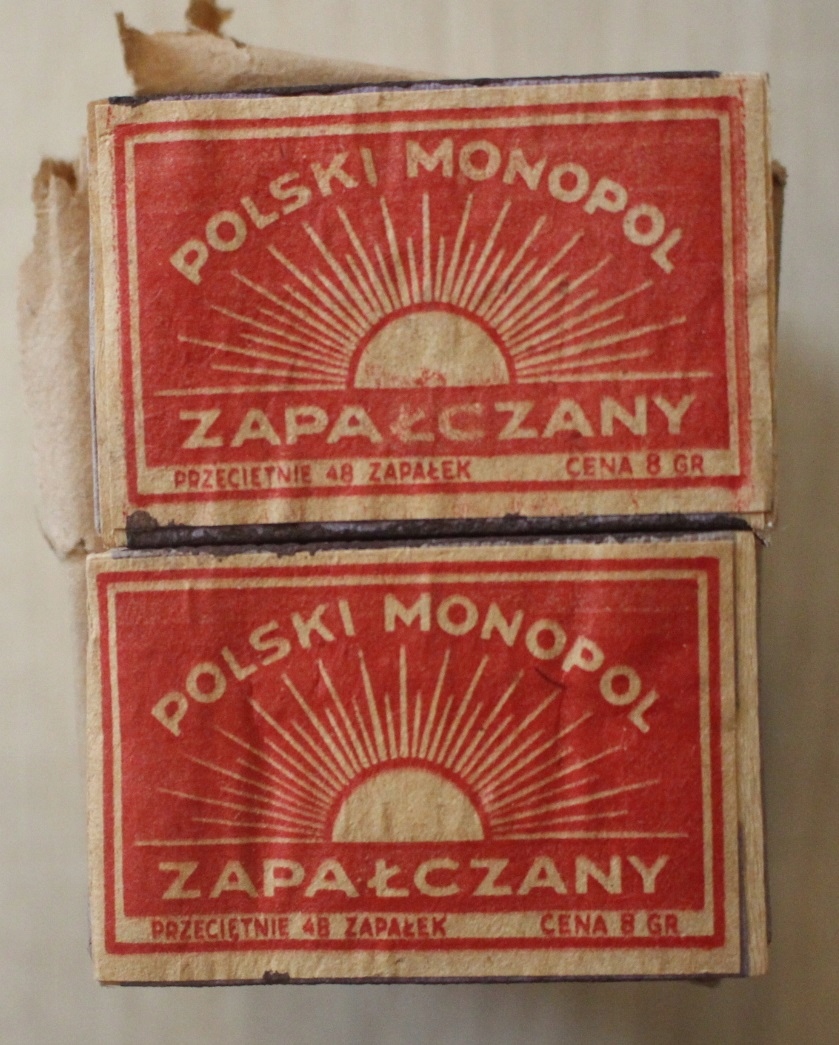 POLSKI MONOPOL
ZAPAŁCZANY
PRZECIĘTNIE 48 ZAPAŁEK CENA 8 GR
POLSKI MONOPOL
ZAPAŁCZANY
PRZECIĘTNIE 48 ZAPAŁEK CENA 8 GR